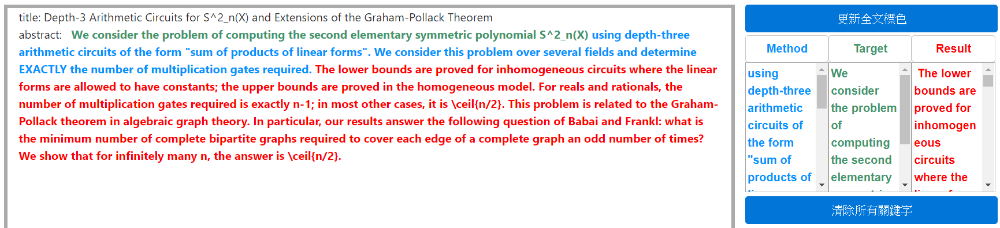 title: Depth-3 Arithmetic Circuits for S^2_n(X) and Extensions of the Graham-Pollack Theorem
abstract: We consider the problem of computing the second elementary symmetric polynomial S^2_n(X) using depth-three
arithmetic circuits of the form "sum of products of linear forms". We consider this problem over several fields and determine
EXACTLY the number of multiplication gates required. The lower bounds are proved for inhomogeneous circuits where the linear
forms are allowed to have constants; the upper bounds are proved in the homogeneous model. For reals and rationals, the
number of multiplication gates required is exactly n-1; in most other cases, it is \ceil{n/2}. This problem is related to the Graham-
Pollack theorem in algebraic graph theory. In particular, our results answer the following question of Babai and Frankl: what is
the minimum number of complete bipartite graphs required to cover each edge of a complete graph an odd number of times?
We show that for infinitely many n, the answer is \ceil{n/2}.
更新全文標色
Method Target Result
using
depth-three
arithmetic
circuits of
the form
"sum of
products of
We
consider
the problem
of
computing
the second
elementary
The lower
bounds are
proved for
inhomogen
eous
circuits
where the
清除所有關鍵字